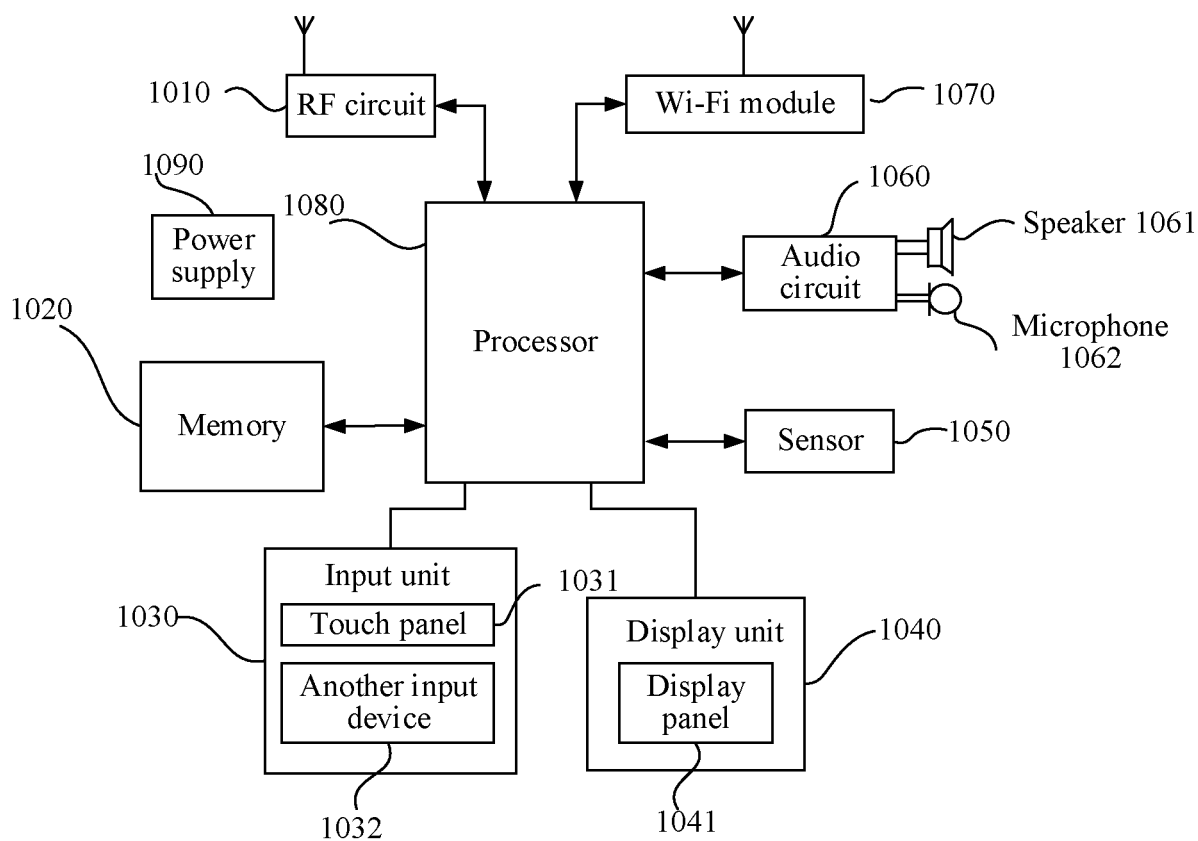 1010
RF circuit
Wi-Fi module
1070
1090
Power
supply
1080
1060
Audio
circuit
Speaker 1061
Microphone
1062
1020
Memory
Processor
Sensor
1050
Input unit
1031
Touch panel
1030
Another input
device
1032
Display unit
1040
Display
panel
1041